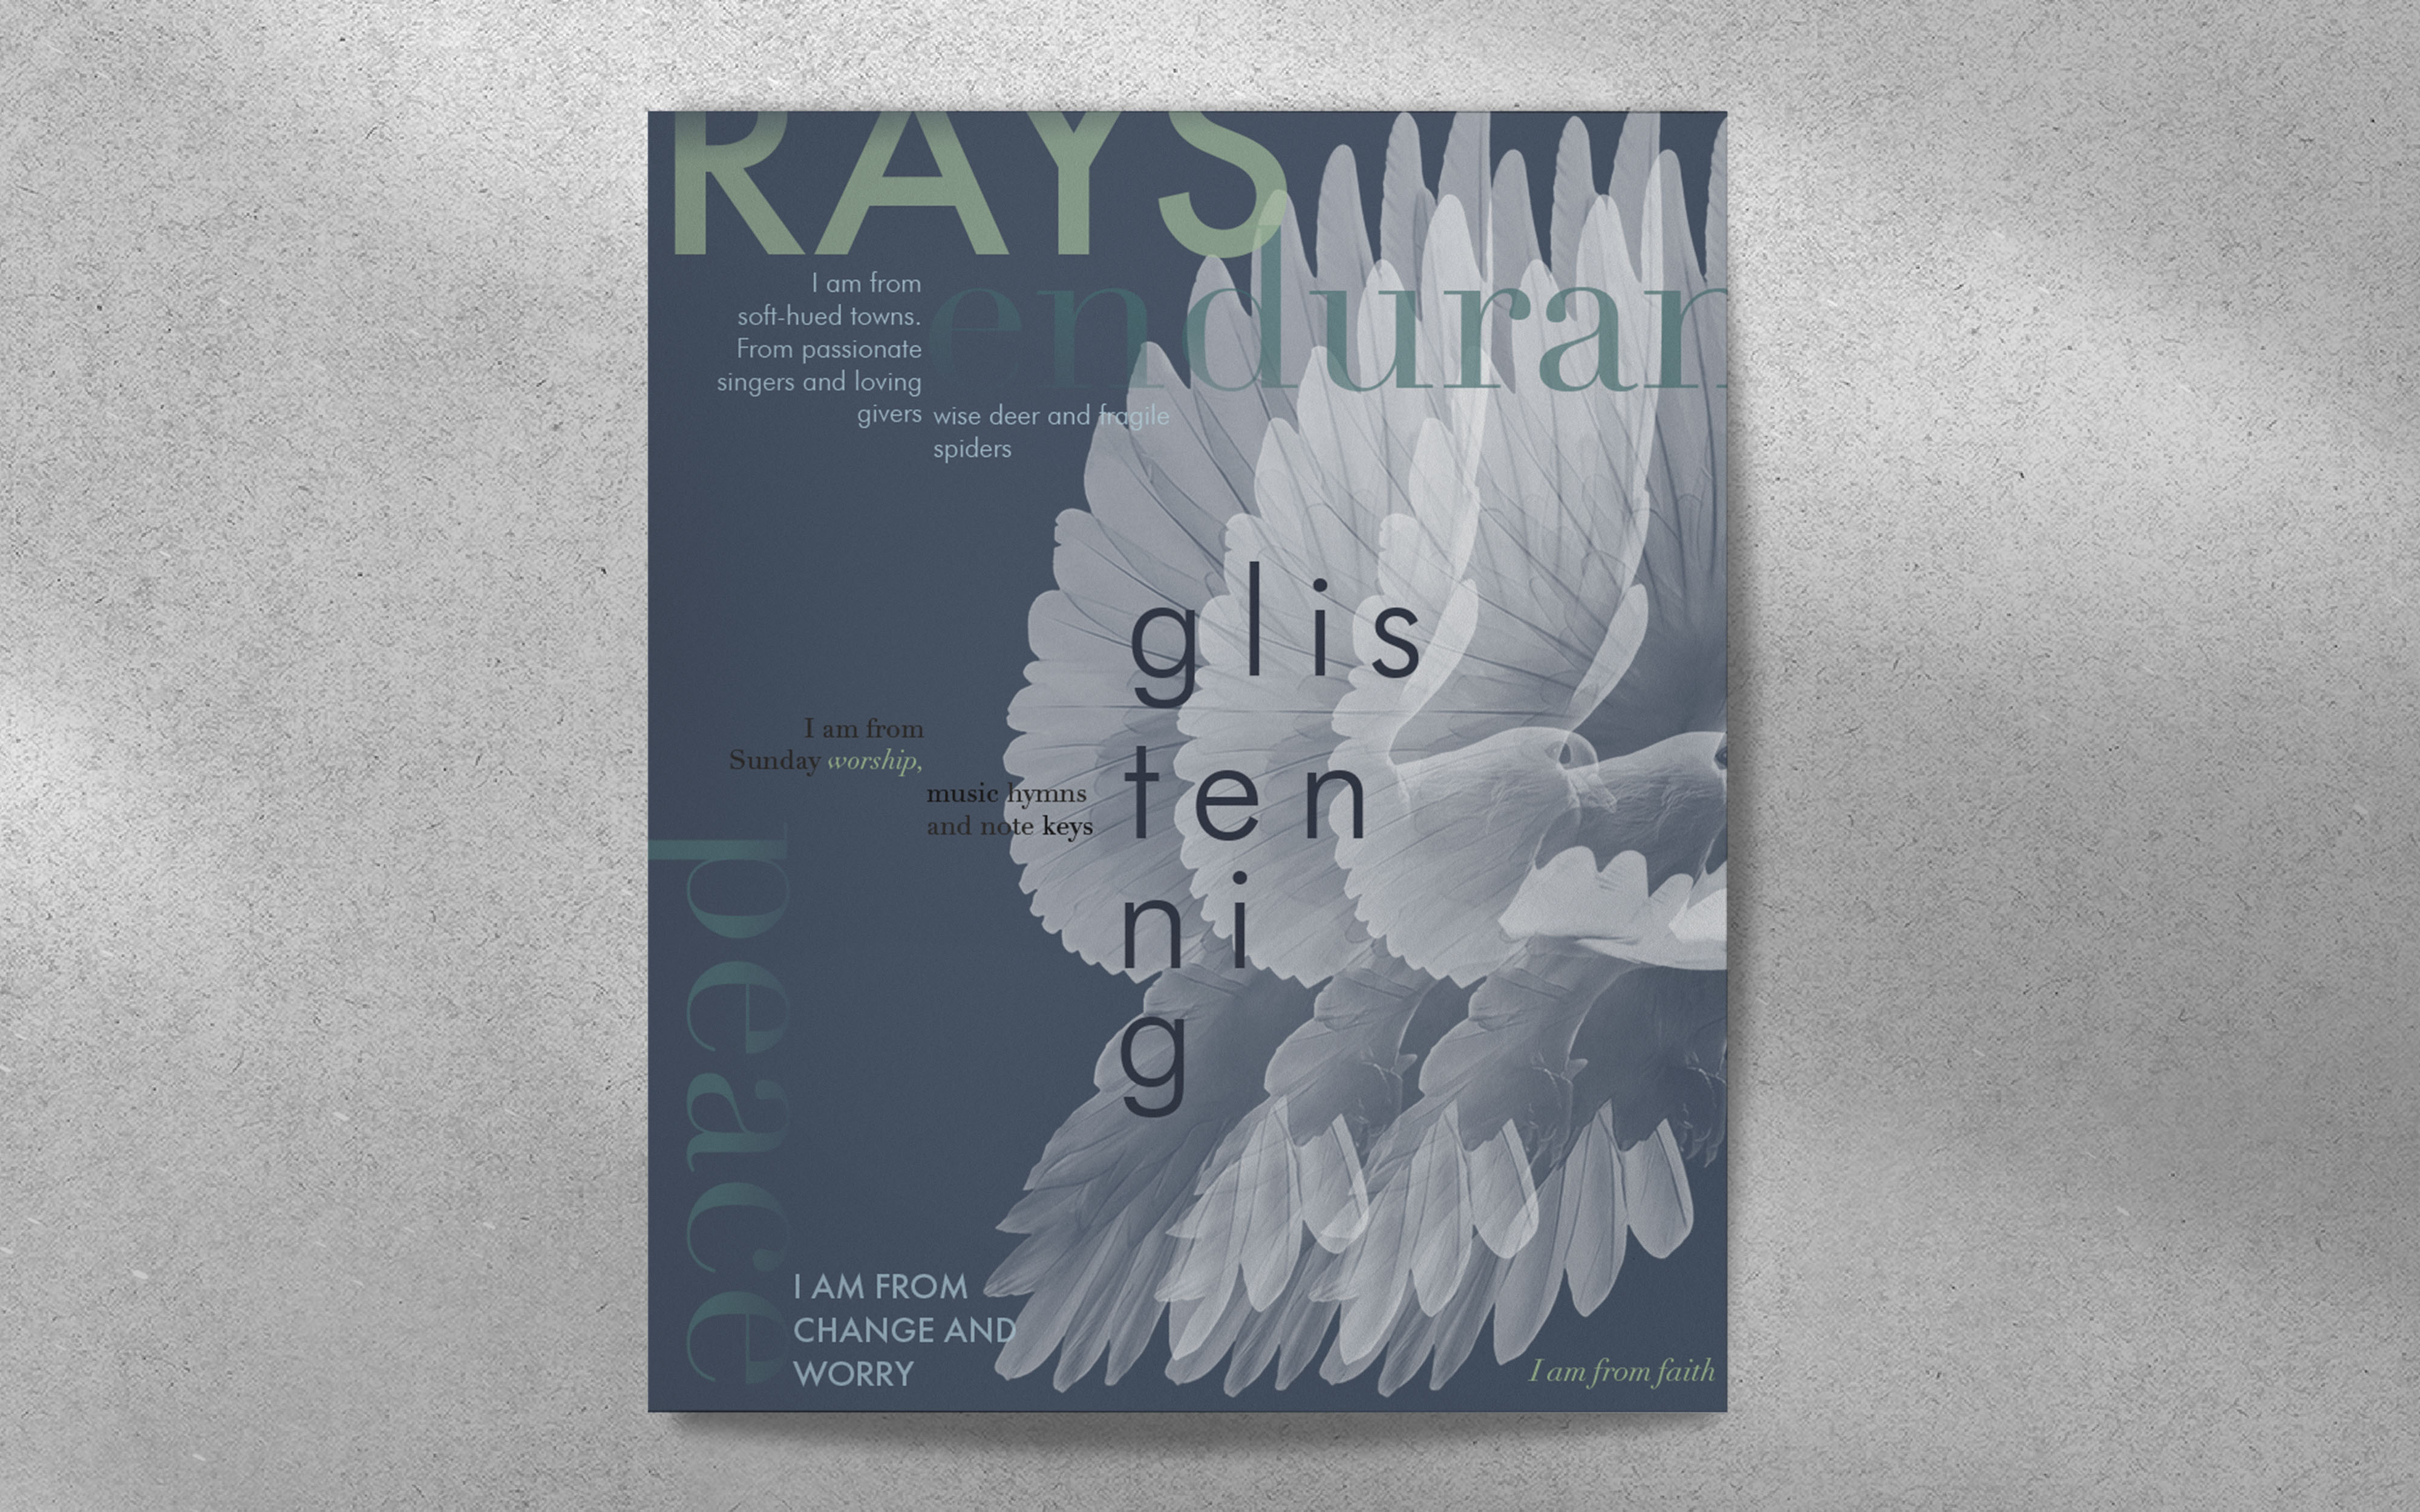 RAYS
I am from
soft-hued towns.
From passionate
singers and loving
givers
enduran
wise deer and fragile
spiders
glis
ten
ni
g
I am from
Sunday worship,
music hymns
and note keys
peace
I AM FROM
CHANGE AND
WORRY
I am from faith